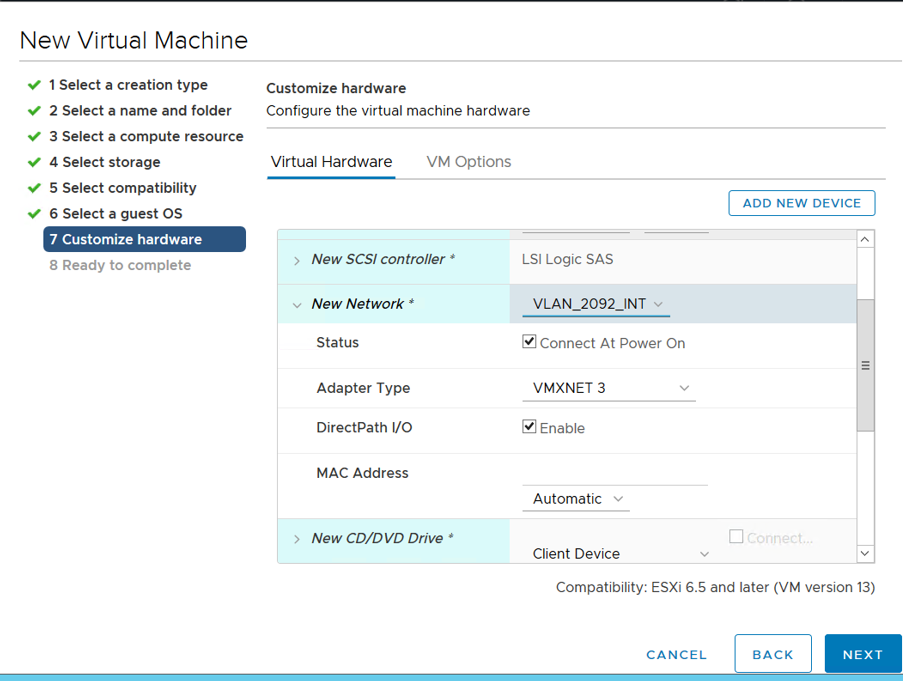 New Virtual Machine
1 Select a creation type
2 Select a name and folder
3 Select a compute resource
4 Select storage
5 Select compatibility
6 Select a guest OS
7 Customize hardware
8 Ready to complete
Customize hardware
Configure the virtual machine hardware
Virtual Hardware VM Options
ADD NEW DEVICE
New SCSI controller * LSI Logic SAS
New Network * VLAN_2092_INT
Status Connect At Power On
Adapter Type VMXNET 3
DirectPath I/O Enable
MAC Address
Automatic
New CD/DVD Drive * Connect...
Client Device
Compatibility: ESXi 6.5 and later (VM version 13)
CANCEL BACK NEXT